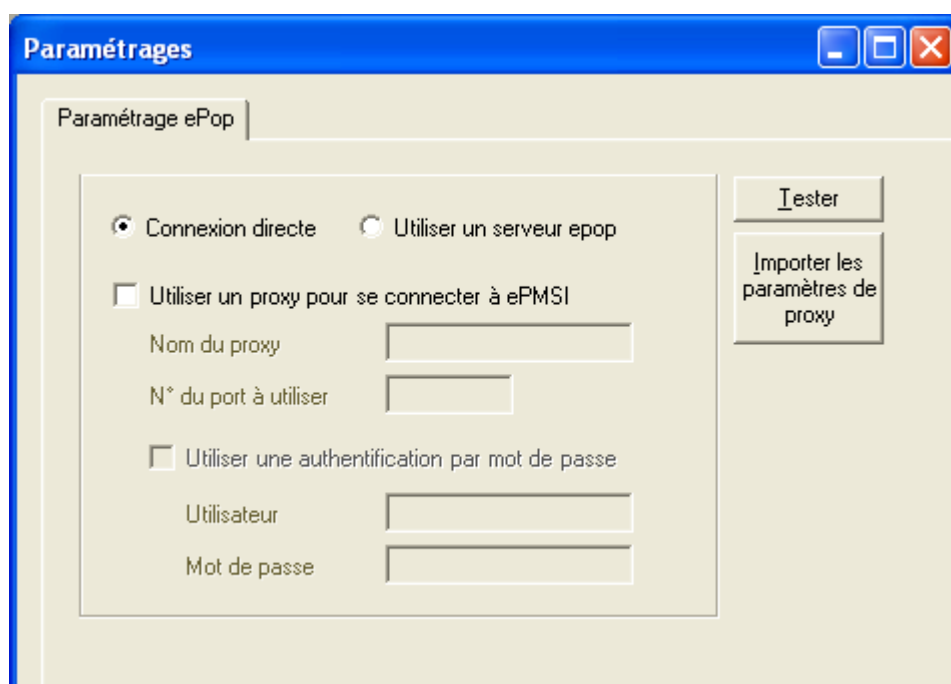 Paramétrages
Paramétrage ePop
Connexion directe
Utiliser un serveur epop
Tester
Importer les
paramètres de
proxy
Utiliser un proxy pour se connecter à ePMSI
Nom du proxy
N° du port à utiliser
Utiliser une authentification par mot de passe
Utilisateur
Mot de passe